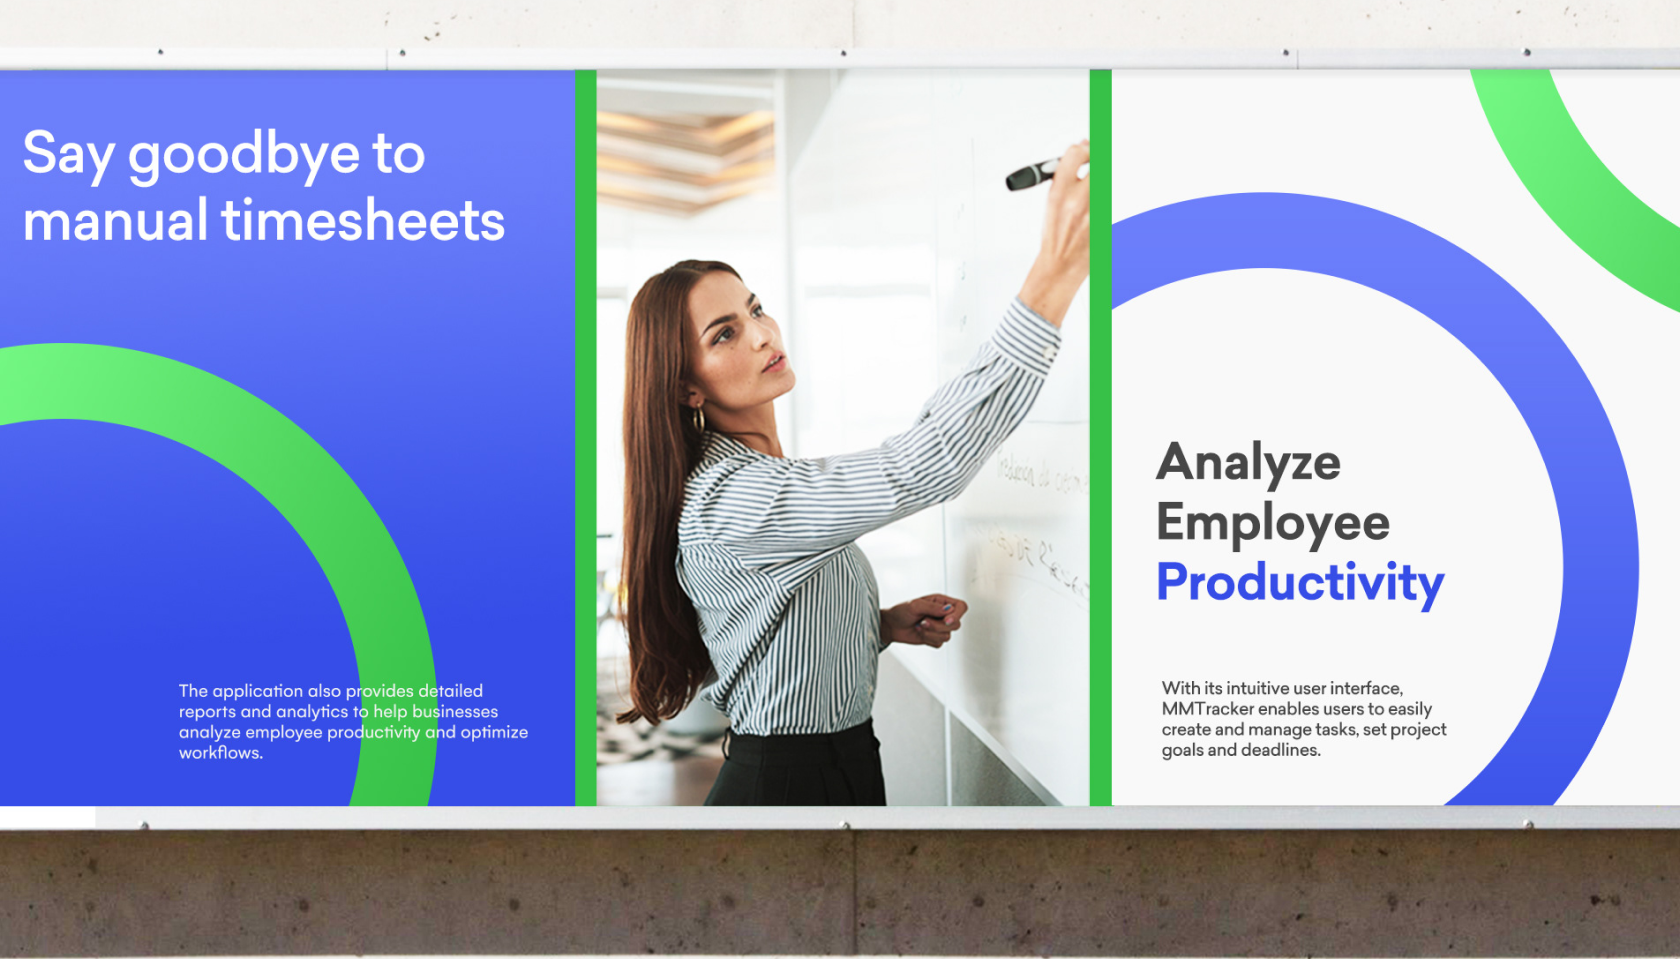 Say goodbye to
manual timesheets
The application also provides detailed
reports and analytics to help businesses
analyze employee productivity and optimize
workflows.
Analyze
Employee
Productivity
With its intuitive user interface,
MMTracker enables users to easily
create and manage tasks, set project
goals and deadlines.